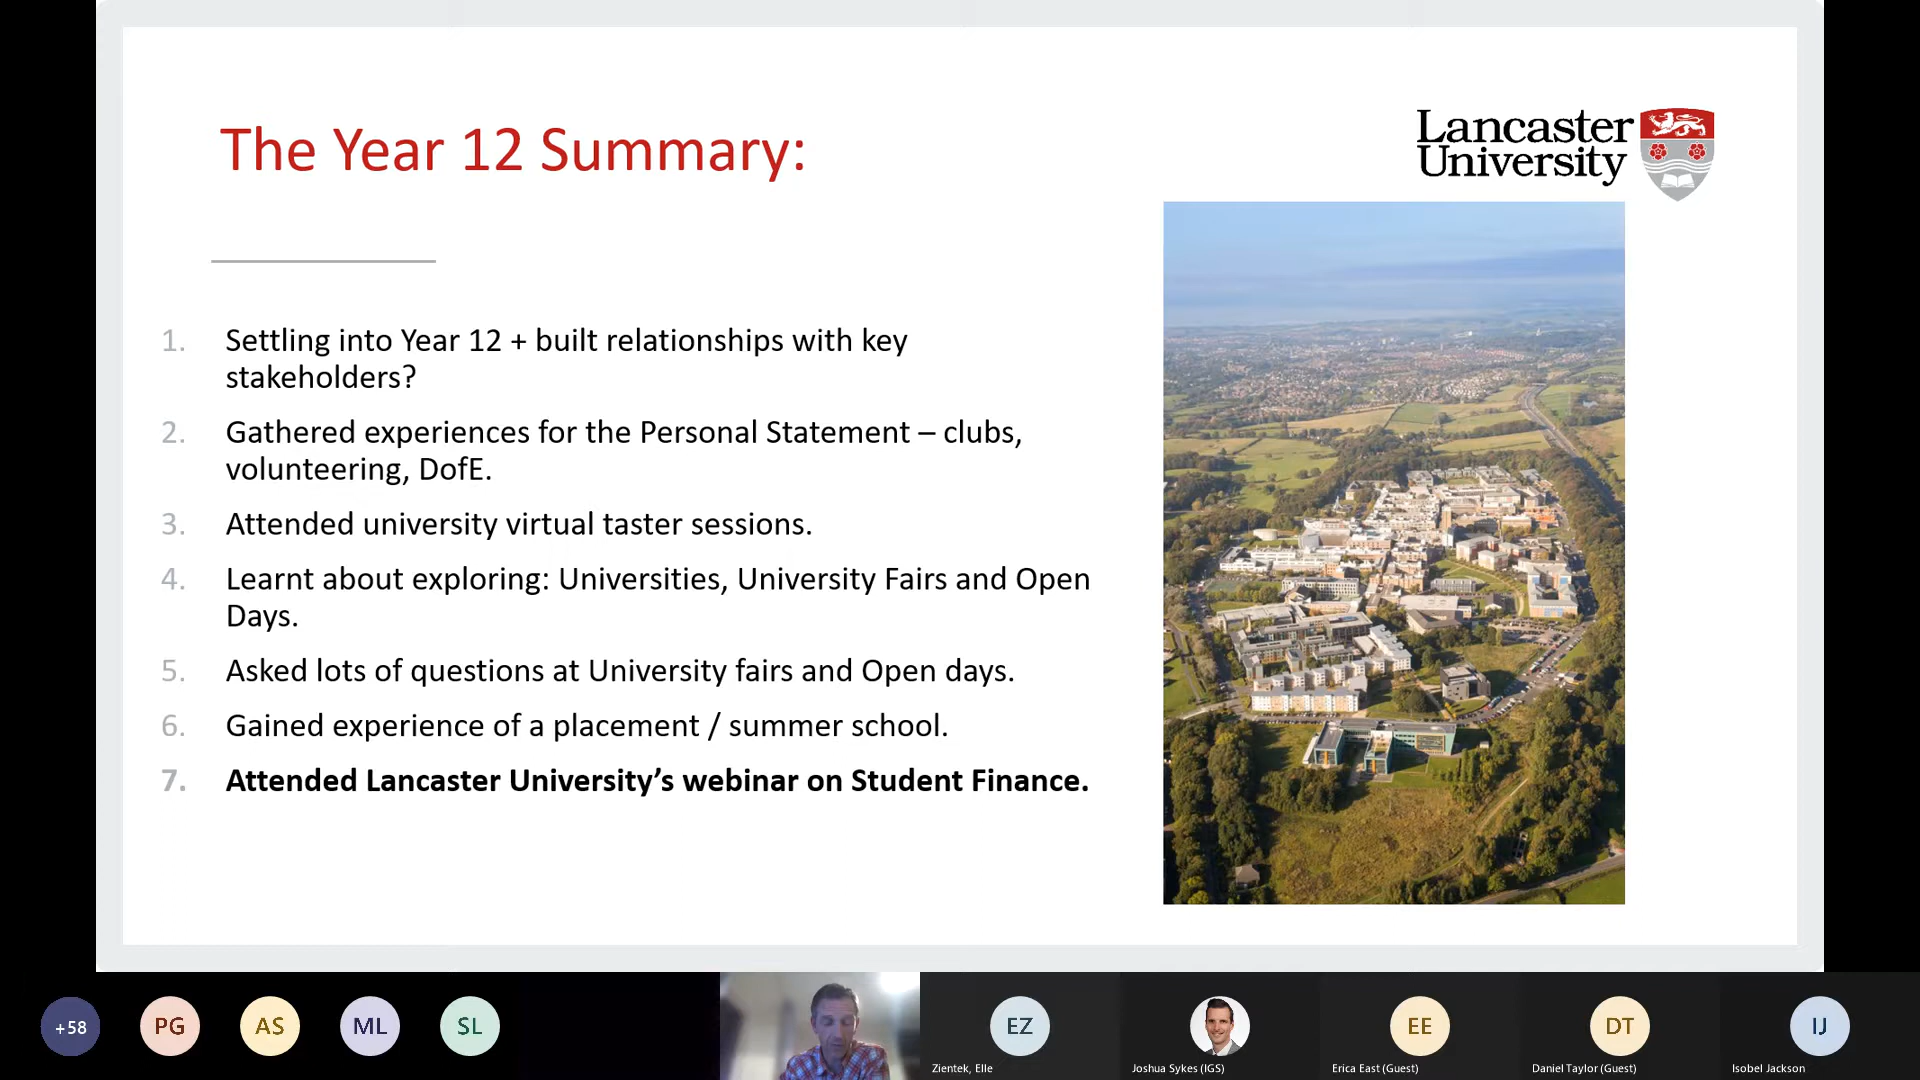 The Year 12 Summary:
Lancaster
University
1. Settling into Year 12 + built relationships with key
stakeholders?
2. Gathered experiences for the Personal Statement – clubs,
volunteering, DofE.
3. Attended university virtual taster sessions.
4. Learnt about exploring: Universities, University Fairs and Open
Days.
5. Asked lots of questions at University fairs and Open days.
6. Gained experience of a placement / summer school.
7. Attended Lancaster University’s webinar on Student Finance.
+58
PG
AS
ML
SL
EZ
EE
DT
IJ
Zientek, Elle
Joshua Sykes (IGS)
Erica East (Guest)
Daniel Taylor (Guest)
Isobel Jackson